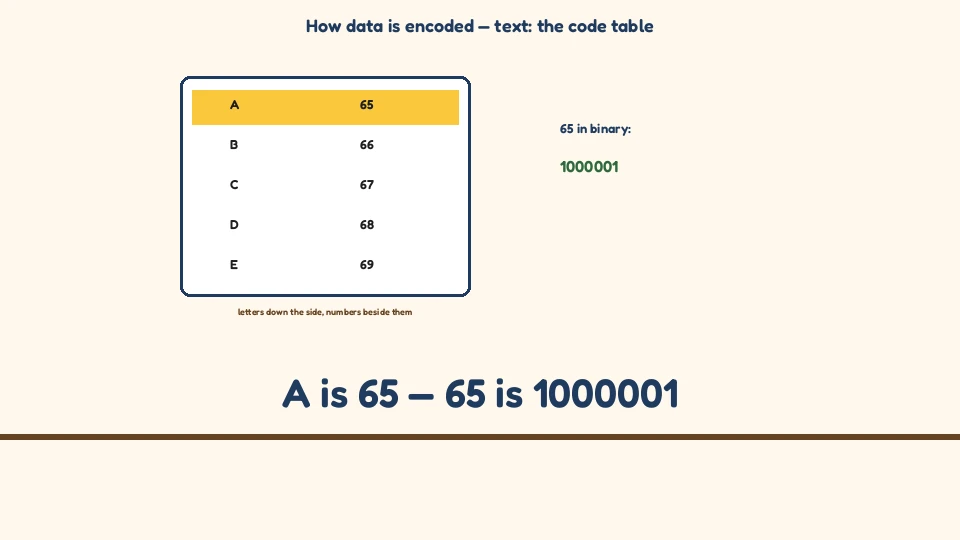 How data is encoded — text: the code table
A 65
B 66
C 67
D 68
E 69
letters down the side, numbers beside them
65 in binary:
1000001
A is 65 — 65 is 1000001